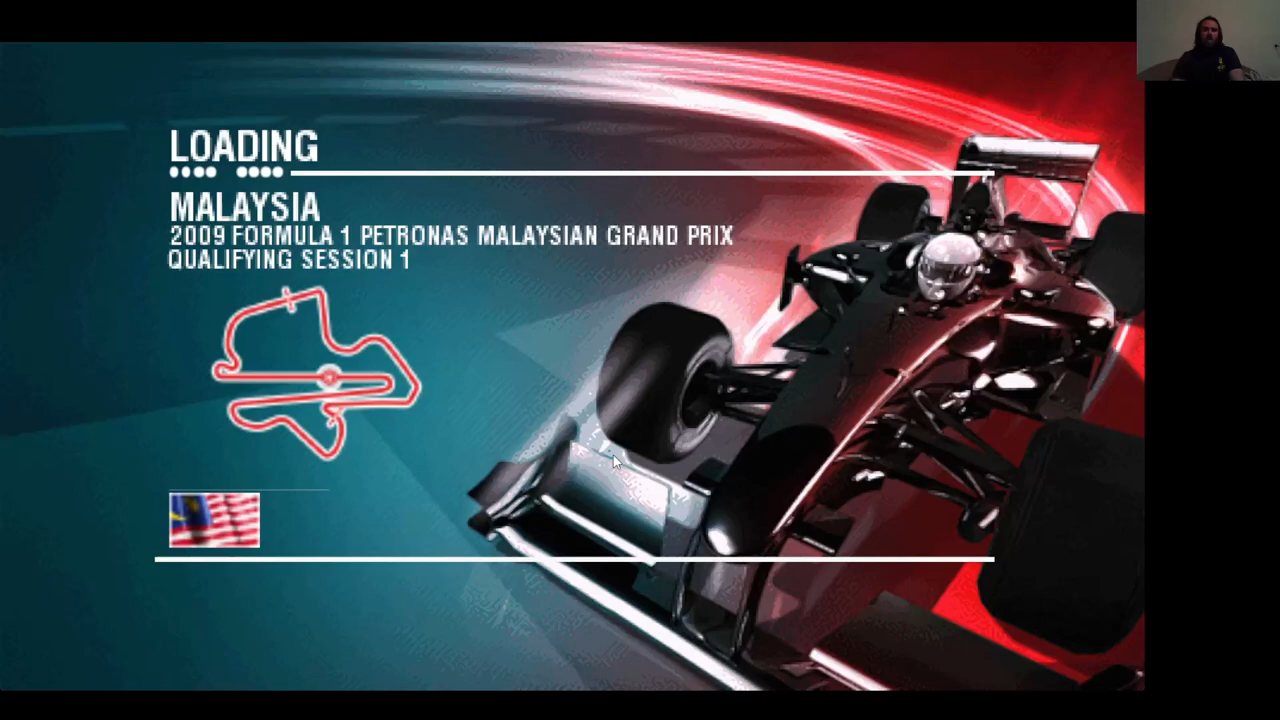 LOADING
MALAYSIA
2009 FORMULA 1 PETRONAS MALAYSIAN GRAND PRIX
QUALIFYING SESSION 1